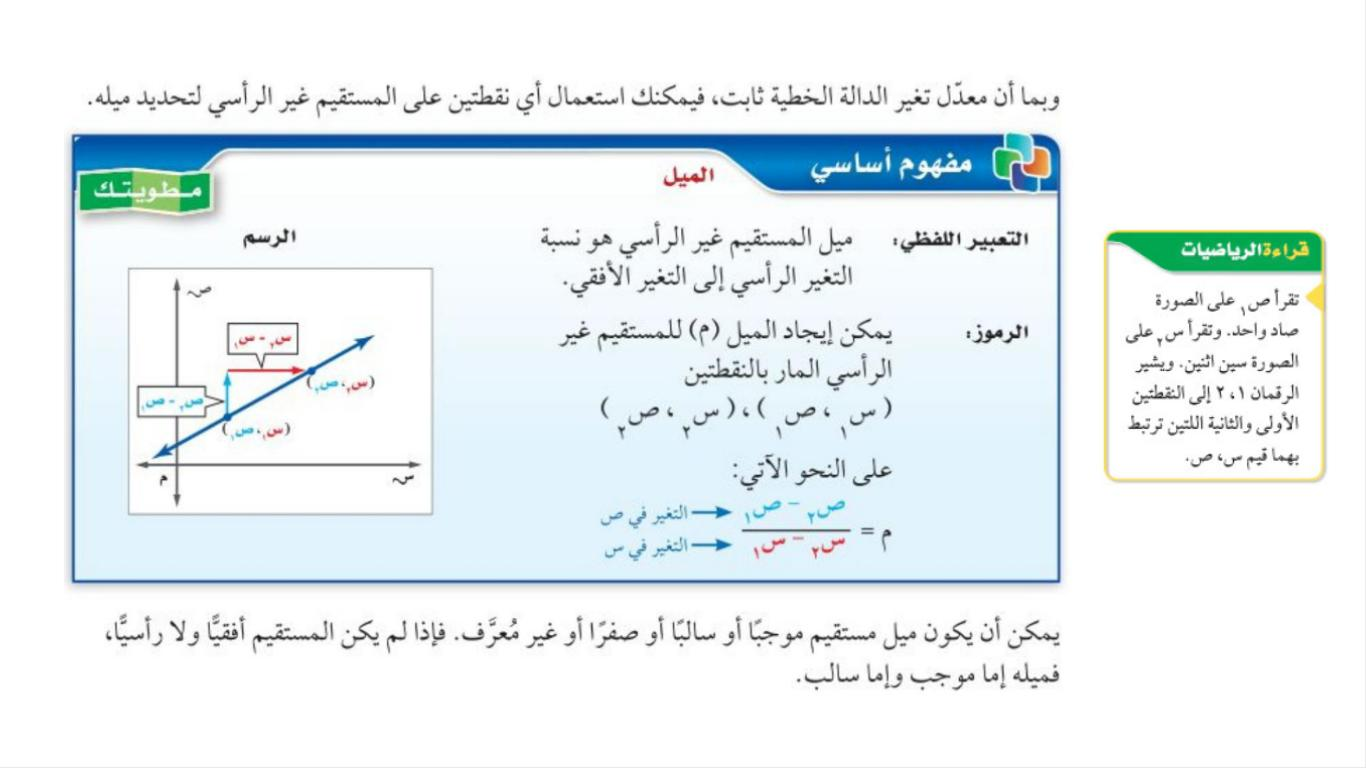 وبما أن معدّل تغير الدالة الخطية ثابت، فيمكنك استعمال أي نقطتين على المستقيم غير الرأسي لتحديد ميله.
مفهوم أساسي
الميل
مـطويـتـك
التعبير اللفظي: ميل المستقيم غير الرأسي هو نسبة
التغير الرأسي إلى التغير الأفقي.
الرموز: يمكن إيجاد الميل (م) للمستقيم غير
الرأسي المار بالنقطتين
(س١، ص١)، (س٢، ص٢)
على النحو الآتي:
م = (ص٢ – ص١) / (س٢ – س١)
التغير في ص
التغير في س
الرسم
ص
س٢ - س١
(س٢، ص٢)
ص٢ - ص١
(س١، ص١)
س
م
قراءة الرياضيات
تقرأ ص١ على الصورة
صاد واحد. وتقرأ س٢ على
الصورة سين اثنين. ويشير
الرقمان ١، ٢ إلى النقطتين
الأولى والثانية اللتين ترتبط
بهما قيم س، ص.
يمكن أن يكون ميل مستقيم موجبًا أو سالبًا أو صفرًا أو غير مُعرَّف. فإذا لم يكن المستقيم أفقيًّا ولا رأسيًّا،
فميله إما موجب وإما سالب.